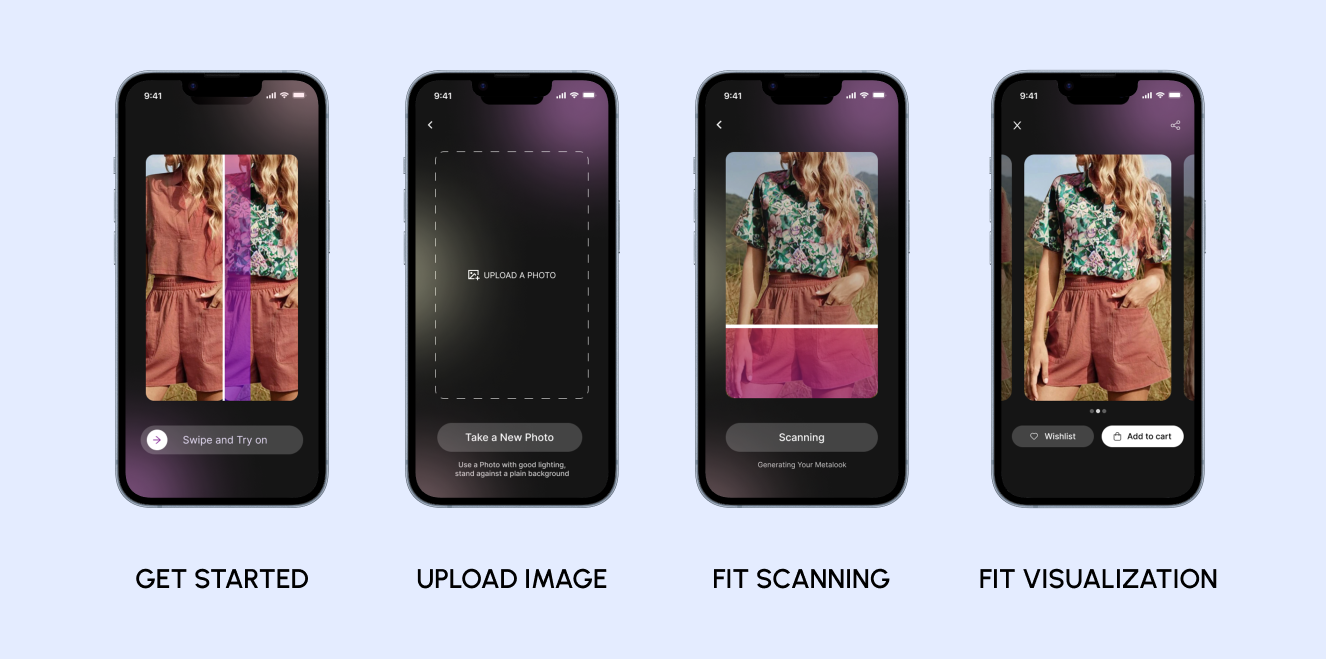 9:41
Swipe and Try on
GET STARTED
9:41
UPLOAD A PHOTO
Take a New Photo
Use a Photo with good lighting,
stand against a plain background
UPLOAD IMAGE
9:41
Scanning
Generating Your Metalook
FIT SCANNING
9:41
Wishlist
Add to cart
FIT VISUALIZATION